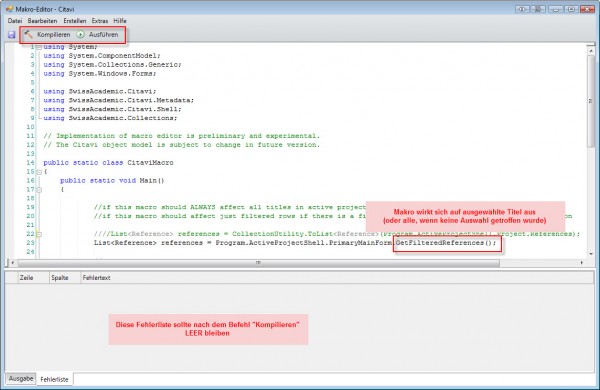 Makro-Editor - Citavi
Datei Bearbeiten Erstellen Extras Hilfe
Kompilieren Ausführen
1 using System;
2 using System.ComponentModel;
3 using System.Collections.Generic;
4 using System.Windows.Forms;
5
6 using SwissAcademic.Citavi;
7 using SwissAcademic.Citavi.Metadata;
8 using SwissAcademic.Citavi.Shell;
9 using SwissAcademic.Collections;
10
11 // Implementation of macro editor is preliminary and experimental.
12 // The Citavi object model is subject to change in future version.
13
14 public static class CitaviMacro
15 {
16 public static void Main()
17 {
18
19 //if this macro should ALWAYS affect all titles in active project
20 //if this macro should affect just filtered rows if there is a fi
21
22 ////List<Reference> references = CollectionUtility.ToList<Reference>(Program.ActiveProjectShell.Project.References);
23 List<Reference> references = Program.ActiveProjectShell.PrimaryMainForm.GetFilteredReferences();
24
Makro wirkt sich auf ausgewählte Titel aus
(oder alle, wenn keine Auswahl getroffen wurde)
Zeile Spalte Fehlertext
Diese Fehlerliste sollte nach dem Befehl "Kompilieren"
LEER bleiben
Ausgabe Fehlerliste